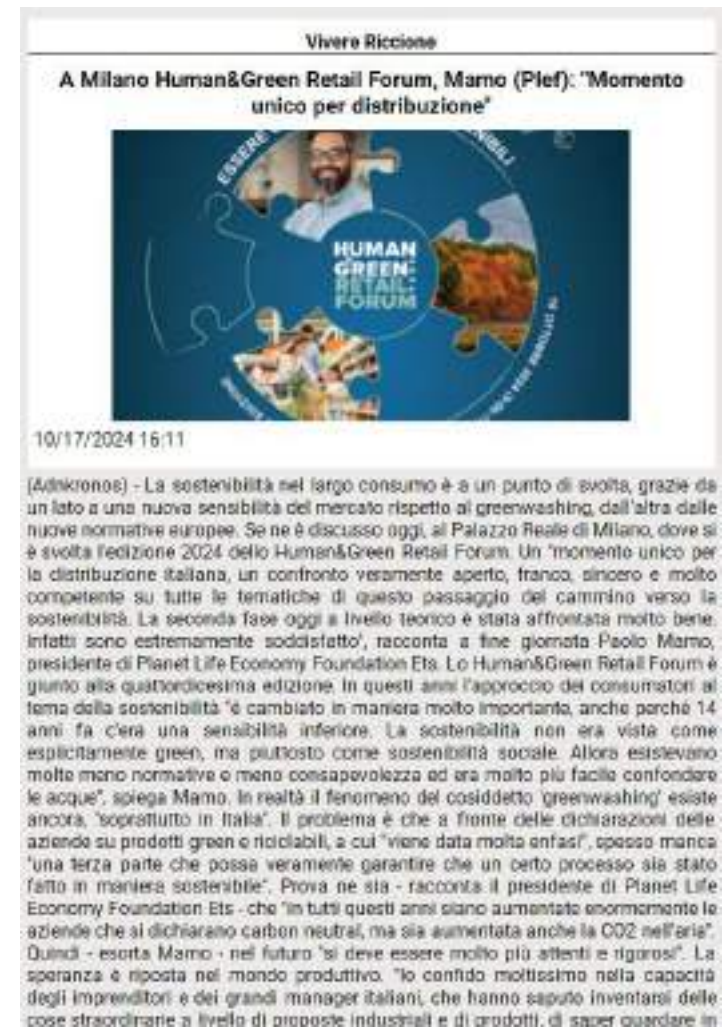 Vivere Riccione
A Milano Human&Green Retail Forum, Mamo (Plef): "Momento
unico per distribuzione"
ESSERE
HUMAN
GREEN
RETAIL
FORUM
10/17/2024 16:11
(Adnkronos) - La sostenibilità nel largo consumo è a un punto di svolta, grazie da
un lato a una nuova sensibilità del mercato rispetto al greenwashing, dall'altra dalle
nuove normative europee. Se ne è discusso oggi, al Palazzo Reale di Milano, dove si
è svolta l'edizione 2024 dello Human&Green Retail Forum. Un "momento unico per
la distribuzione italiana, un confronto veramente aperto, franco, sincero e molto
competente su tutte le tematiche di questo passaggio del cammino verso la
sostenibilità. La seconda fase oggi a livello teorico è stata affrontata molto bene.
Infatti sono estremamente soddisfatto", racconta a fine giornata Paolo Mamo,
presidente di Planet Life Economy Foundation Ets. Lo Human&Green Retail Forum è
giunto alla quattordicesima edizione. In questi anni l'approccio dei consumatori al
tema della sostenibilità "è cambiato in maniera molto importante, anche perché 14
anni fa c'era una sensibilità inferiore. La sostenibilità non era vista come
esplicitamente green, ma piuttosto come sostenibilità sociale. Allora esistevano
molte meno normative e meno consapevolezza ed era molto più facile confondere
le acque", spiega Mamo. In realtà il fenomeno del cosiddetto 'greenwashing' esiste
ancora, "soprattutto in Italia". Il problema è che a fronte delle dichiarazioni delle
aziende su prodotti green e riciclabili, a cui "viene data molta enfasi", spesso manca
"una terza parte che possa veramente garantire che un certo processo sia stato
fatto in maniera sostenibile". Prova ne sia - racconta il presidente di Planet Life
Economy Foundation Ets - che "in tutti questi anni siano aumentate enormemente le
aziende che si dichiarano carbon neutral, ma sia aumentata anche la CO2 nell'aria".
Quindi - esorta Mamo - nel futuro "si deve essere molto più attenti e rigorosi". La
speranza è riposta nel mondo produttivo. "Io confido moltissimo nella capacità
degli imprenditori e dei grandi manager italiani, che hanno saputo inventarsi delle
cose straordinarie a livello di proposte industriali e di prodotti, di saper guardare in